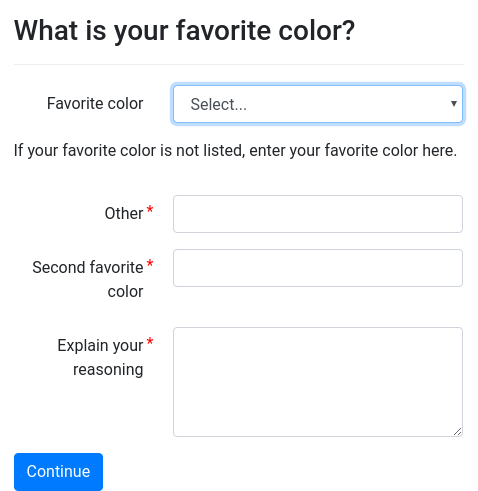 What is your favorite color?
Favorite color
Select...
If your favorite color is not listed, enter your favorite color here.
Other *
Second favorite *
color
Explain your *
reasoning
Continue